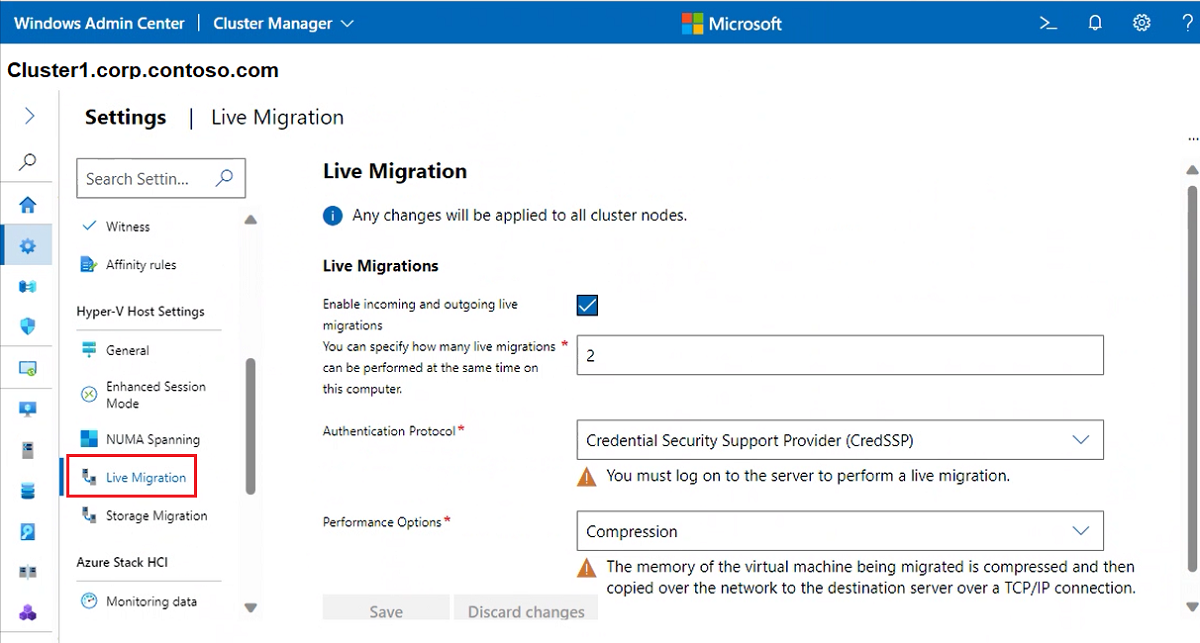 Windows Admin Center | Cluster Manager
Microsoft
?
Cluster1.corp.contoso.com
Settings | Live Migration
Search Settin...
Witness
Affinity rules
Hyper-V Host Settings
General
Enhanced Session
Mode
NUMA Spanning
Live Migration
Storage Migration
Azure Stack HCI
Monitoring data
...
Live Migration
Any changes will be applied to all cluster nodes.
Live Migrations
Enable incoming and outgoing live
migrations
You can specify how many live migrations *
can be performed at the same time on
this computer.
2
Authentication Protocol *
Credential Security Support Provider (CredSSP)
You must log on to the server to perform a live migration.
Performance Options *
Compression
The memory of the virtual machine being migrated is compressed and then
copied over the network to the destination server over a TCP/IP connection.
Save
Discard changes